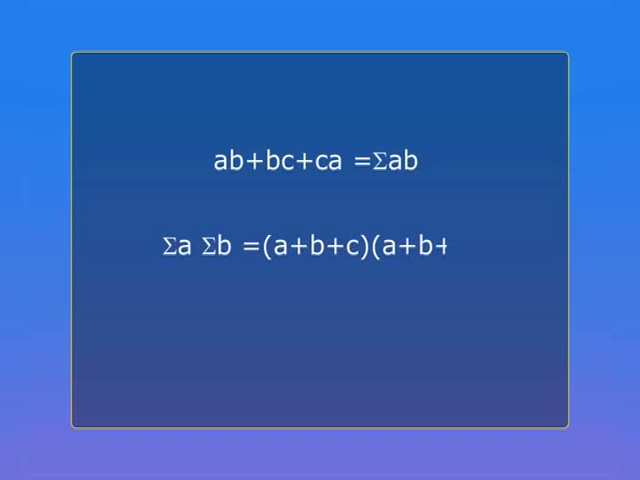 ab+bc+ca =Σab
Σa Σb =(a+b+c)(a+b+